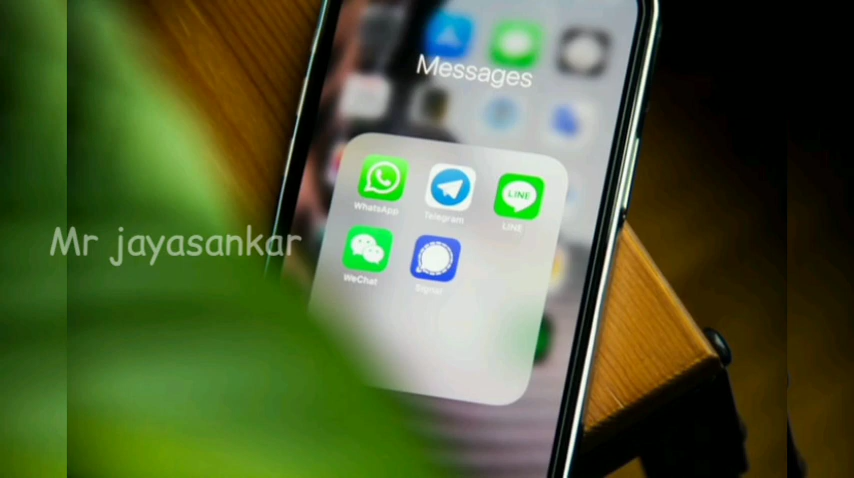 Messages
WhatsApp
Telegram
LINE
LINE
Mr jayasankar
WeChat
Signal